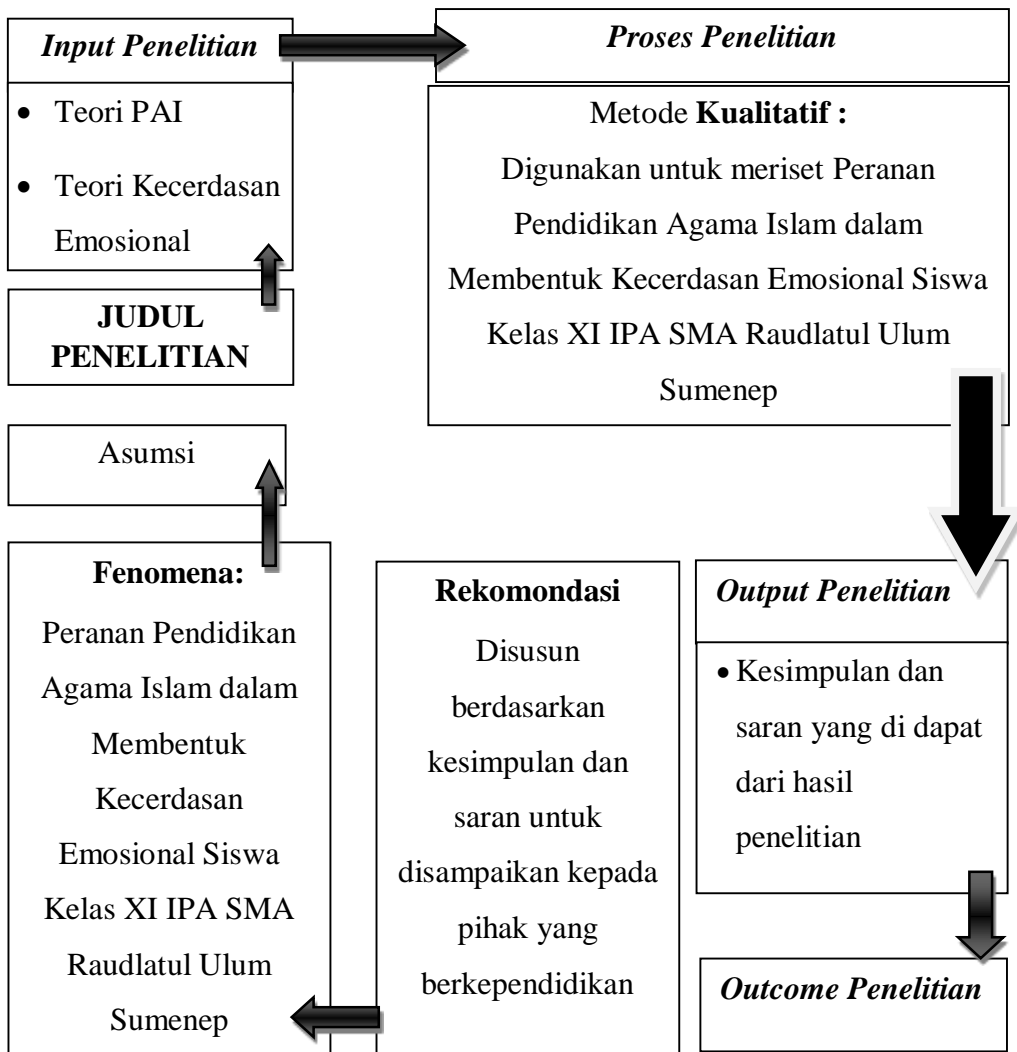 Input Penelitian
• Teori PAI
• Teori Kecerdasan
Emosional
JUDUL
PENELITIAN
Asumsi
Fenomena:
Peranan Pendidikan
Agama Islam dalam
Membentuk
Kecerdasan
Emosional Siswa
Kelas XI IPA SMA
Raudlatul Ulum
Sumenep
Proses Penelitian
Metode Kualitatif :
Digunakan untuk meriset Peranan
Pendidikan Agama Islam dalam
Membentuk Kecerdasan Emosional Siswa
Kelas XI IPA SMA Raudlatul Ulum
Sumenep
Rekomondasi
Disusun
berdasarkan
kesimpulan dan
saran untuk
disampaikan kepada
pihak yang
berkependidikan
Output Penelitian
• Kesimpulan dan
saran yang di dapat
dari hasil
penelitian
Outcome Penelitian